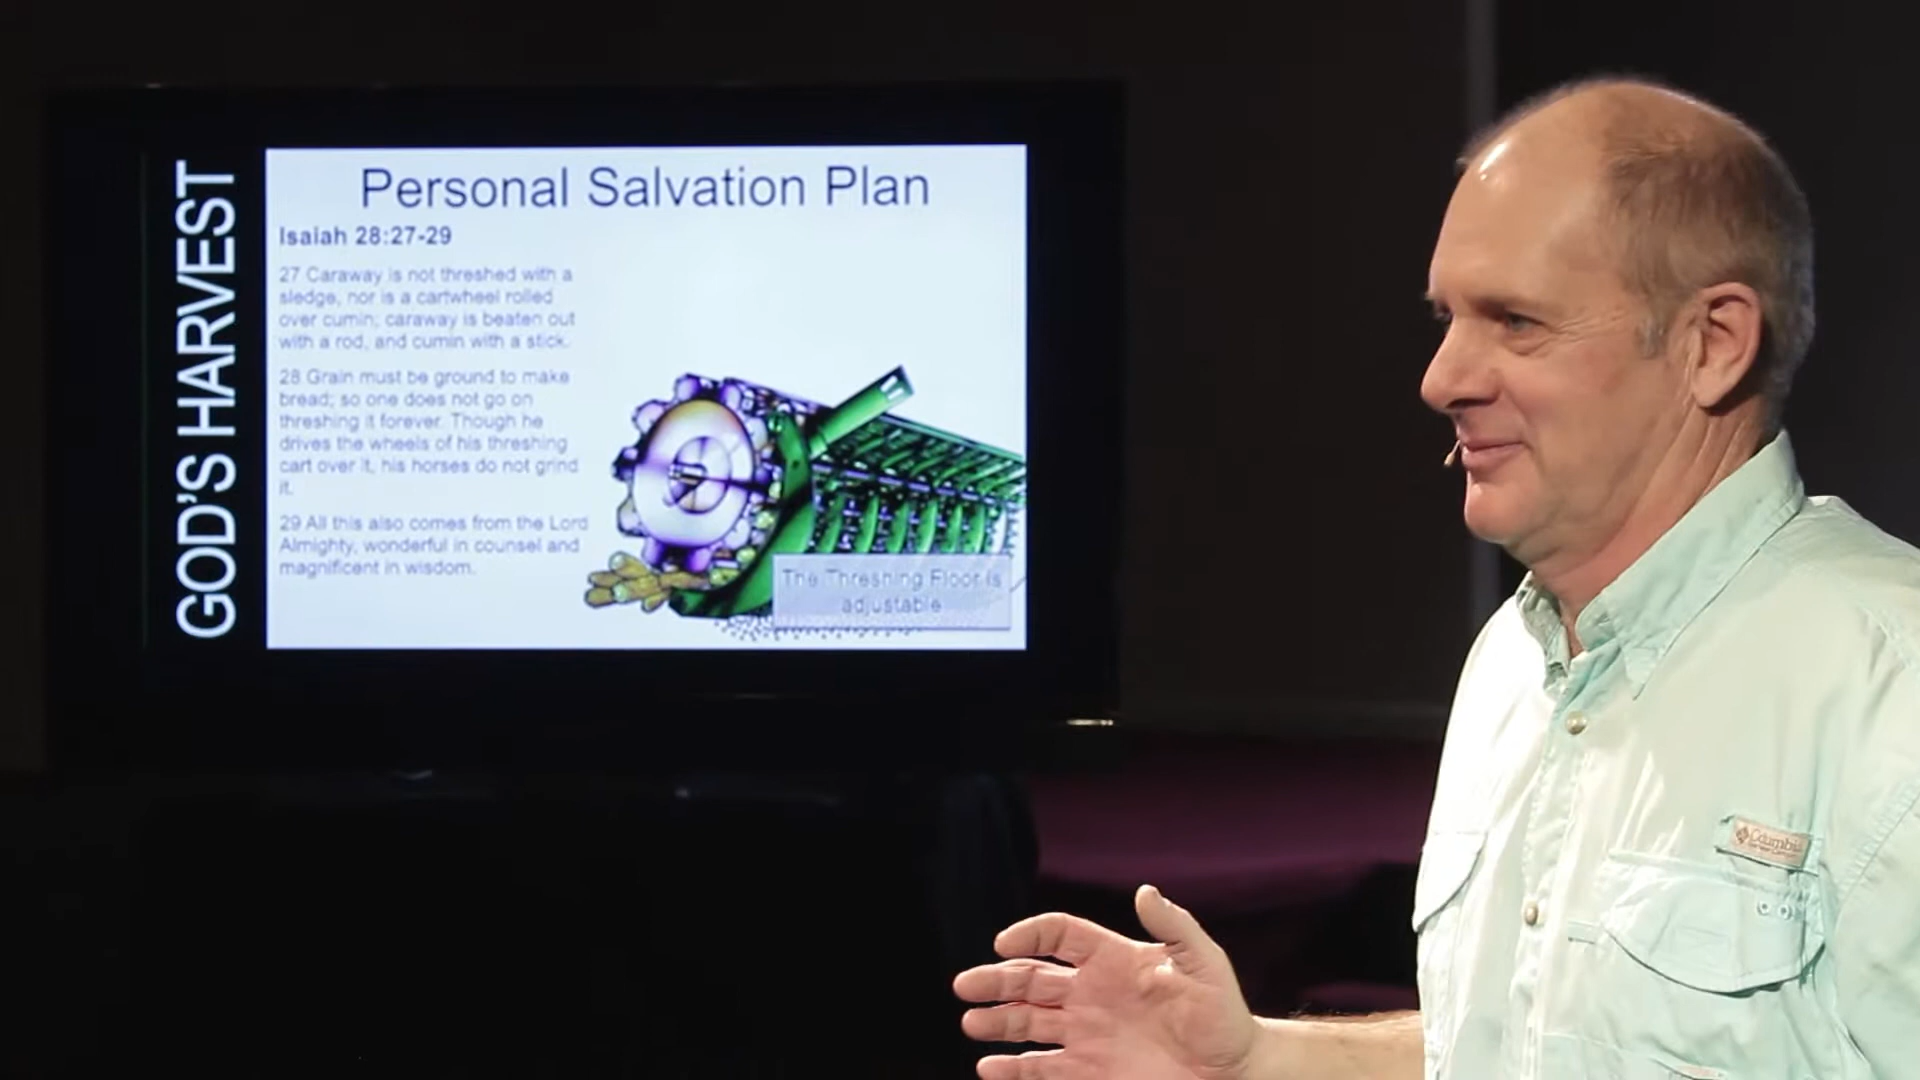 GOD'S HARVEST
Personal Salvation Plan
Isaiah 28:27-29
27 Caraway is not threshed with a
sledge, nor is a cartwheel rolled
over cumin; caraway is beaten out
with a rod, and cumin with a stick.
28 Grain must be ground to make
bread; so one does not go on
threshing it forever. Though he
drives the wheels of his threshing
cart over it, his horses do not grind
it.
29 All this also comes from the Lord
Almighty, wonderful in counsel and
magnificent in wisdom.
The Threshing Floor is
adjustable
Columbia